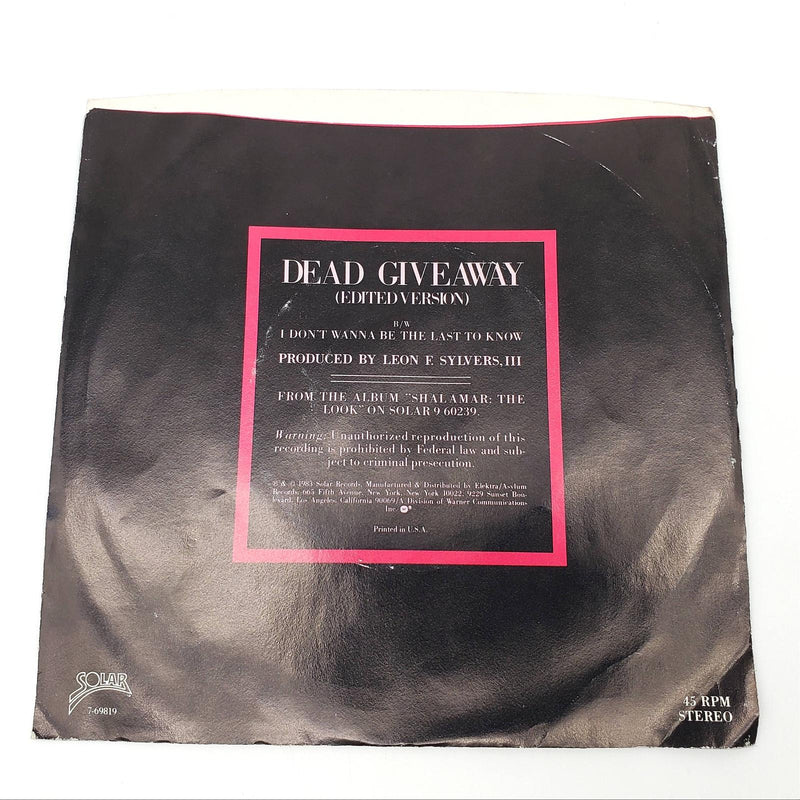 DEAD GIVEAWAY
(EDITED VERSION)
B/W
I DON'T WANNA BE THE LAST TO KNOW
PRODUCED BY LEON F. SYLVERS, III
FROM THE ALBUM "SHALAMAR: THE
LOOK" ON SOLAR 9 60239.
Warning: Unauthorized reproduction of this
recording is prohibited by Federal law and sub-
ject to criminal presecution.
℗ & © 1983 Solar Records. Manufactured & Distributed by Elektra/Asylum
Records: 665 Fifth Avenue, New York, New York 10022. 9229 Sunset Bou-
levard, Los Angeles, California 90069/A Division of Warner Communications
Inc.
Printed in U.S.A.
SOLAR
7-69819
45 RPM
STEREO